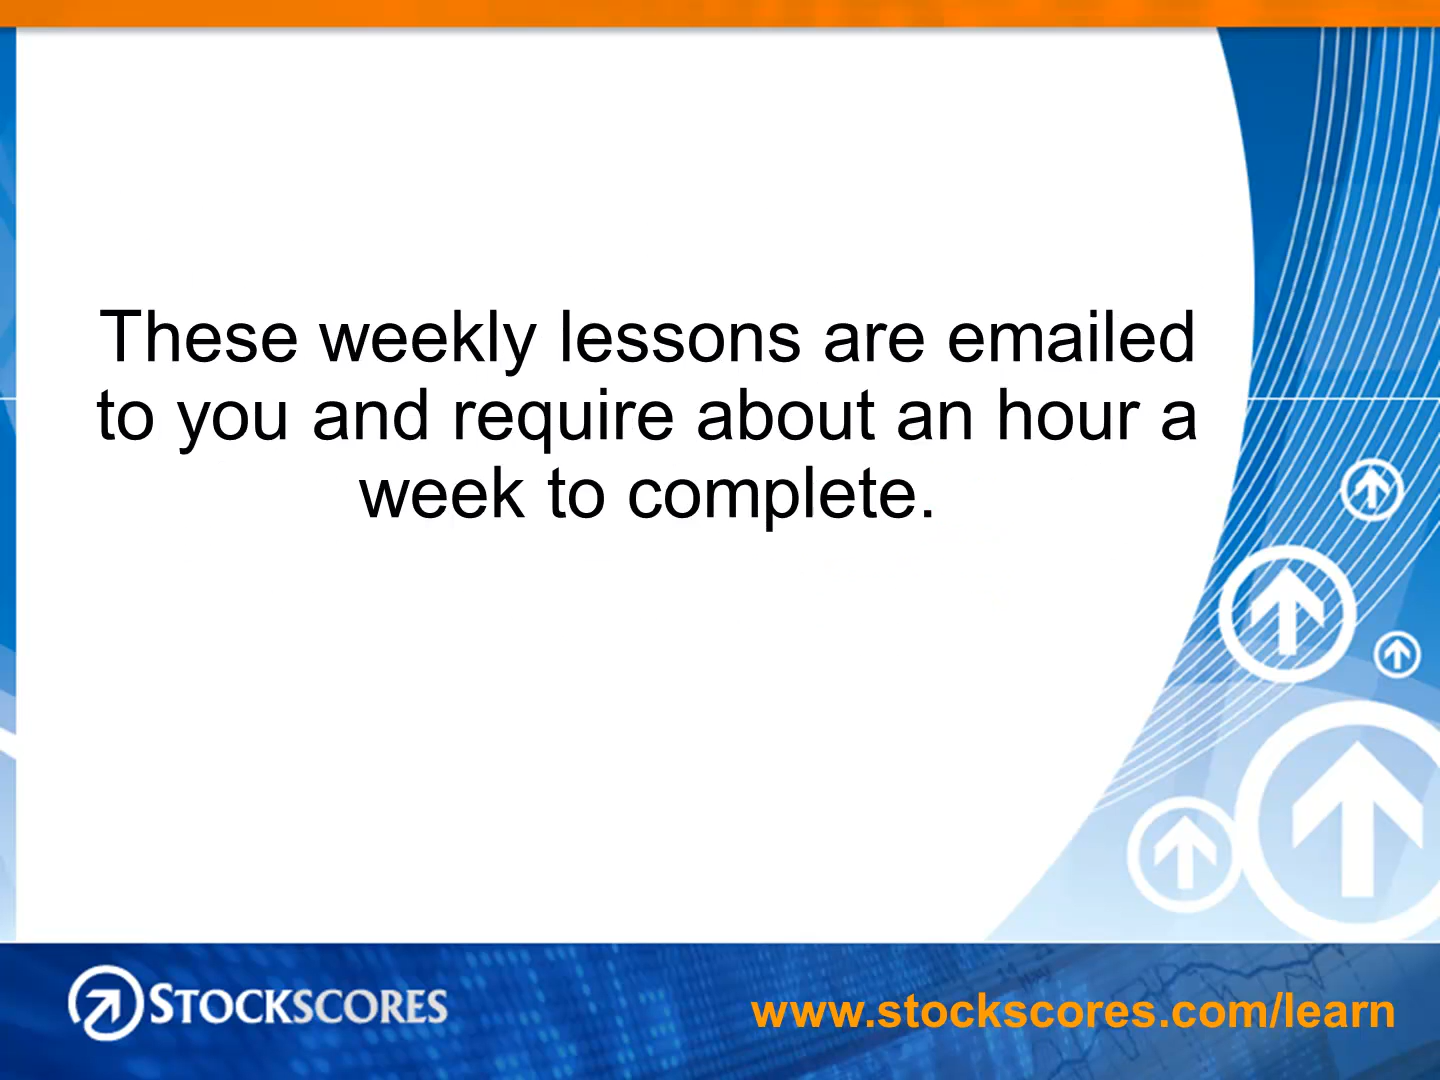 These weekly lessons are emailed
to you and require about an hour a
week to complete.
STOCKSCORES
www.stockscores.com/learn